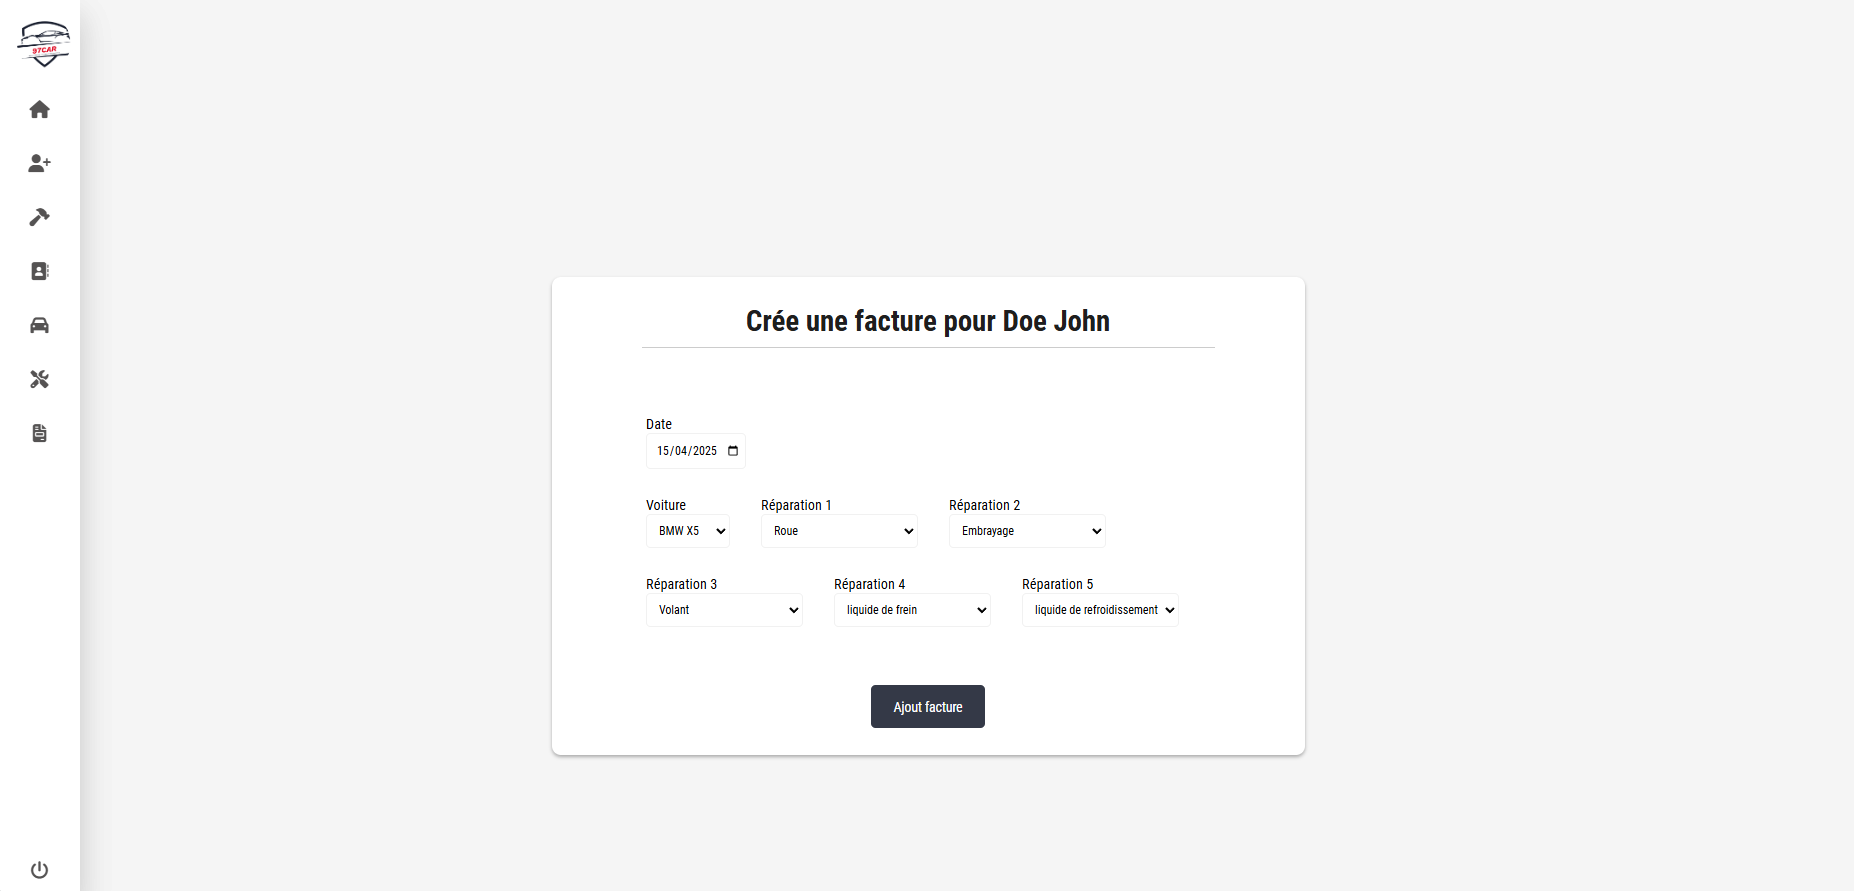 97CAR
Crée une facture pour Doe John
Date
15/04/2025
Voiture Réparation 1 Réparation 2
BMW X5 Roue Embrayage
Réparation 3 Réparation 4 Réparation 5
Volant liquide de frein liquide de refroidissement
Ajout facture